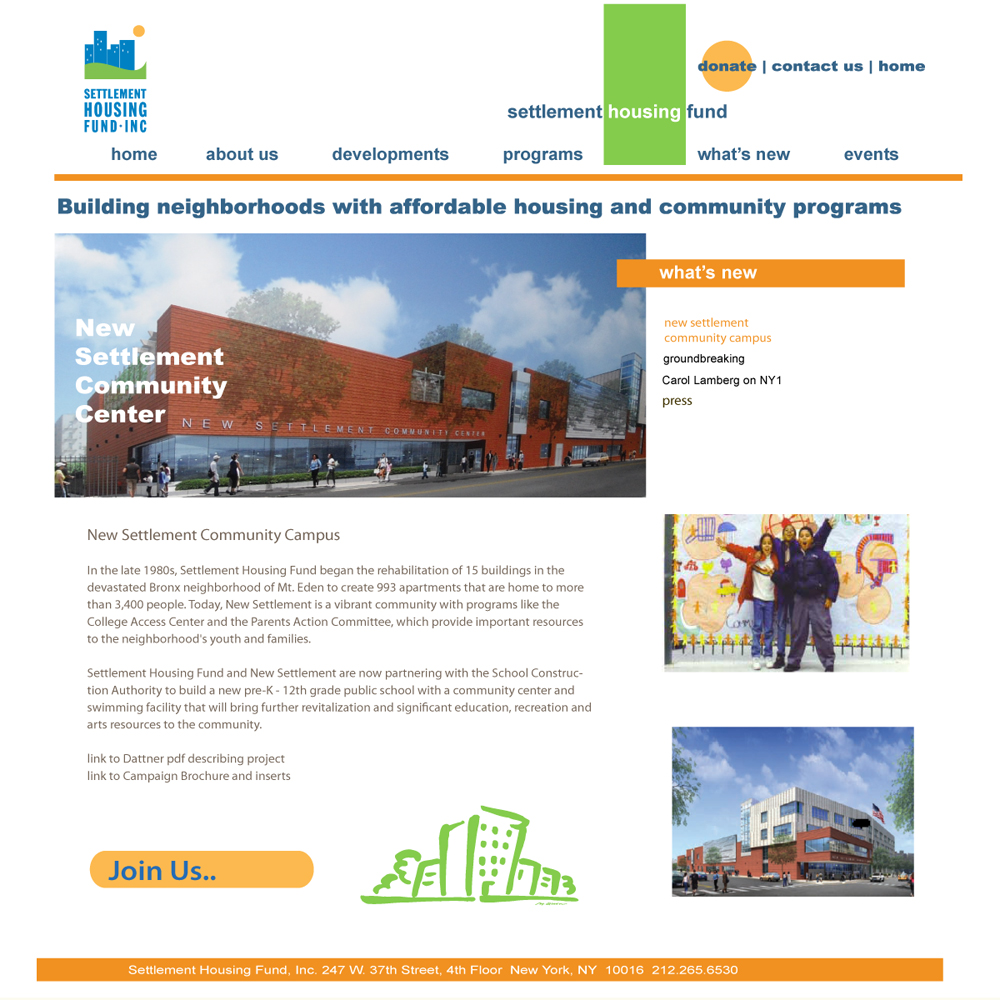 SETTLEMENT
HOUSING
FUND·INC
donate | contact us | home
settlement housing fund
home about us developments programs what's new events
Building neighborhoods with affordable housing and community programs
New
Settlement
Community
Center
NEW SETTLEMENT COMMUNITY CENTER
what's new
new settlement
community campus
groundbreaking
Carol Lamberg on NY1
press
New Settlement Community Campus
In the late 1980s, Settlement Housing Fund began the rehabilitation of 15 buildings in the
devastated Bronx neighborhood of Mt. Eden to create 993 apartments that are home to more
than 3,400 people. Today, New Settlement is a vibrant community with programs like the
College Access Center and the Parents Action Committee, which provide important resources
to the neighborhood's youth and families.
Settlement Housing Fund and New Settlement are now partnering with the School Construc-
tion Authority to build a new pre-K - 12th grade public school with a community center and
swimming facility that will bring further revitalization and significant education, recreation and
arts resources to the community.
link to Dattner pdf describing project
link to Campaign Brochure and inserts
Join Us..
Settlement Housing Fund, Inc. 247 W. 37th Street, 4th Floor New York, NY 10016 212.265.6530